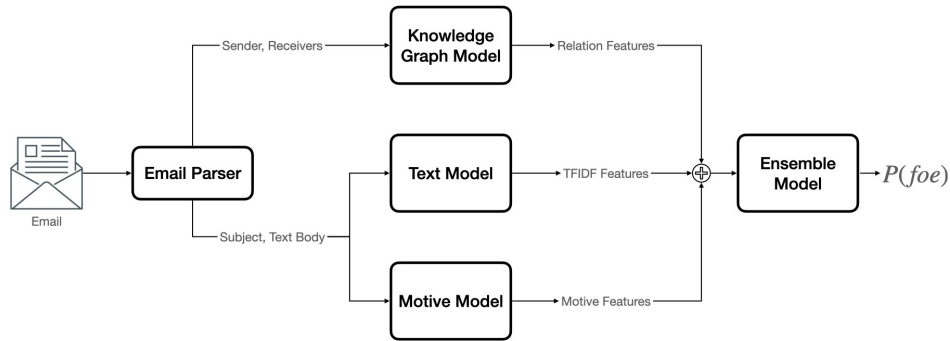 Sender, Receivers
Knowledge
Graph Model
Relation Features
Email
Email Parser
Text Model
TFIDF Features
Ensemble
Model
P(foe)
Subject, Text Body
Motive Model
Motive Features